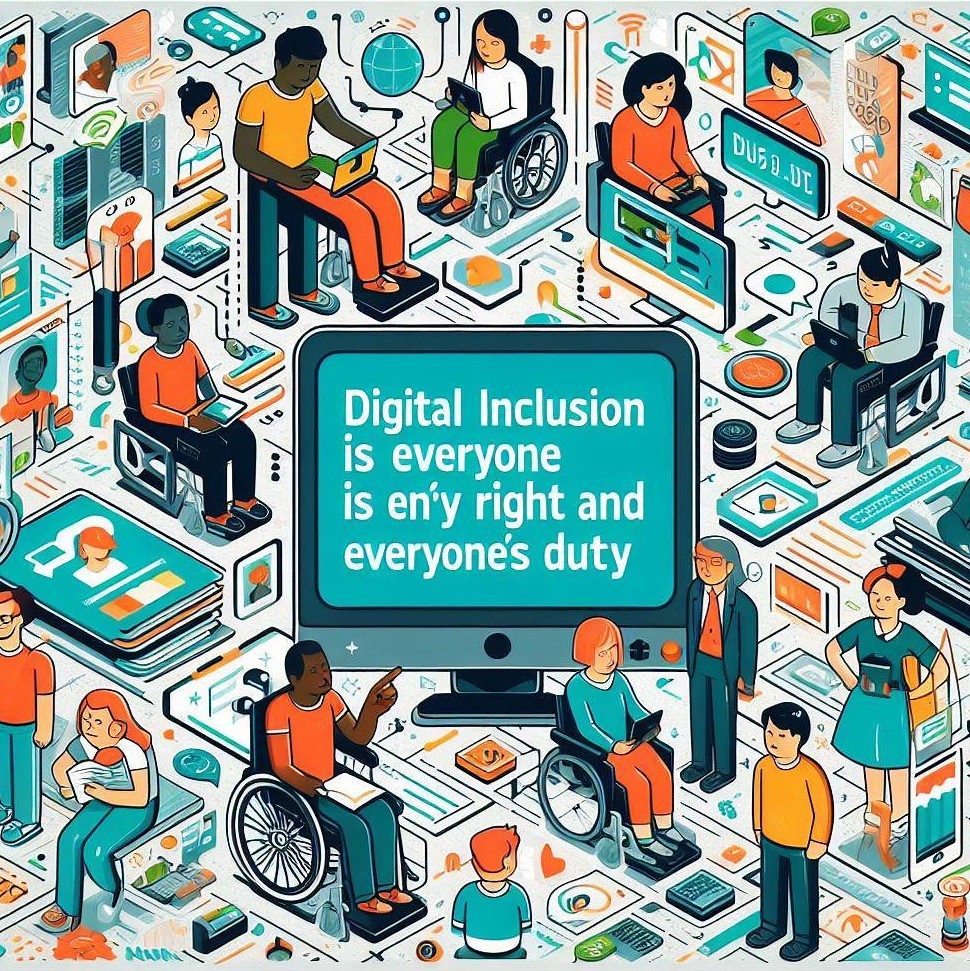 Digital Inclusion
is everyone
is en'y right and
everyone's duty